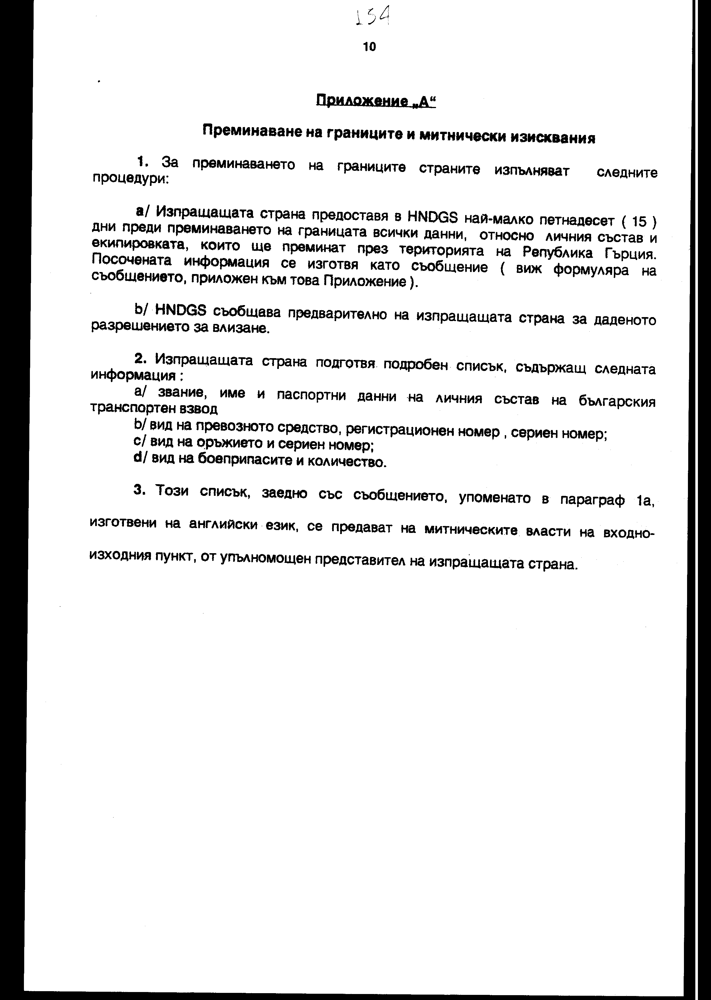 154
10
Приложение „А“
Преминаване на границите и митнически изисквания
1. За преминаването на границите страните изпълняват следните
процедури:
а/ Изпращащата страна предоставя в HNDGS най-малко петнадесет ( 15 )
дни преди преминаването на границата всички данни, относно личния състав и
екипировката, които ще преминат през територията на Република Гърция.
Посочената информация се изготвя като съобщение ( виж формуляра на
съобщението, приложен към това Приложение ).
b/ HNDGS съобщава предварително на изпращащата страна за даденото
разрешението за влизане.
2. Изпращащата страна подготвя подробен списък, съдържащ следната
информация :
а/ звание, име и паспортни данни на личния състав на българския
транспортен взвод
b/ вид на превозното средство, регистрационен номер , сериен номер;
c/ вид на оръжието и сериен номер;
d/ вид на боеприпасите и количество.
3. Този списък, заедно със съобщението, упоменато в параграф 1а,
изготвени на английски език, се предават на митническите власти на входно-
изходния пункт, от упълномощен представител на изпращащата страна.